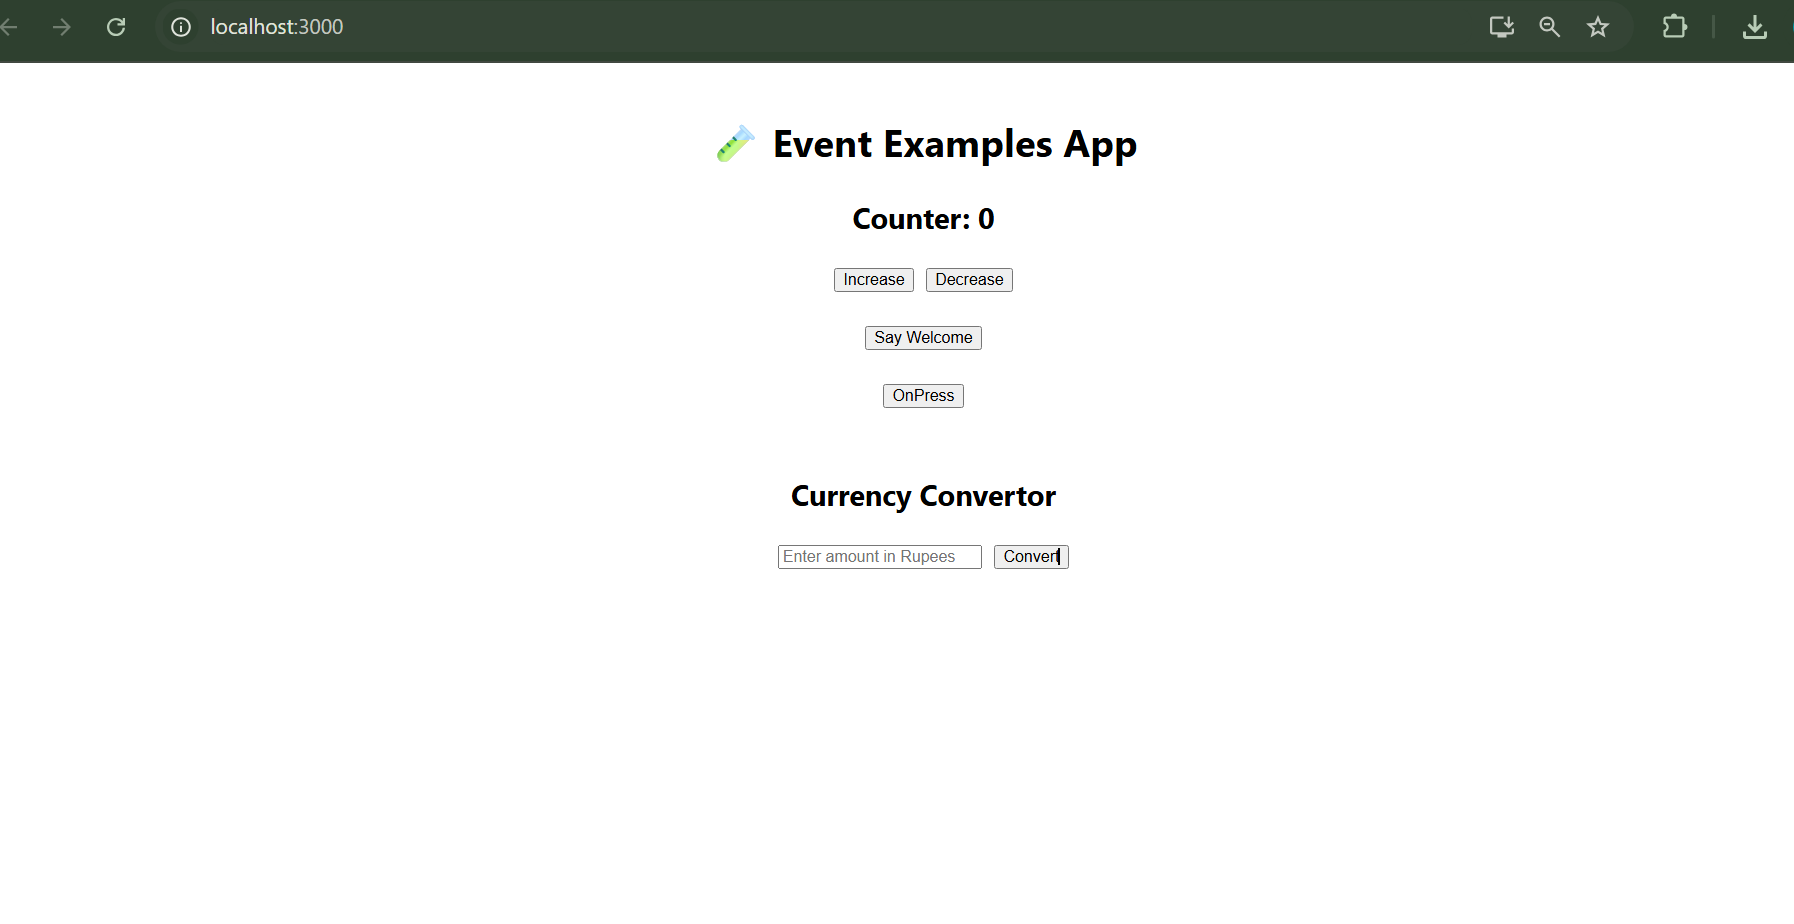 localhost:3000
Event Examples App
Counter: 0
Increase Decrease
Say Welcome
OnPress
Currency Convertor
Enter amount in Rupees Convert